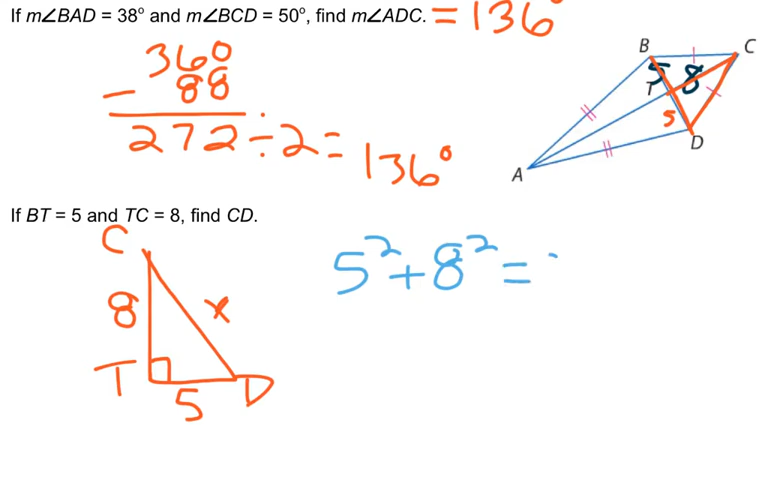 If m∠BAD = 38° and m∠BCD = 50°, find m∠ADC. = 136°
360
− 88
272 ÷ 2 = 136°
B
C
5
8
T
5
D
A
If BT = 5 and TC = 8, find CD.
C
5² + 8² =
8
x
T
D
5